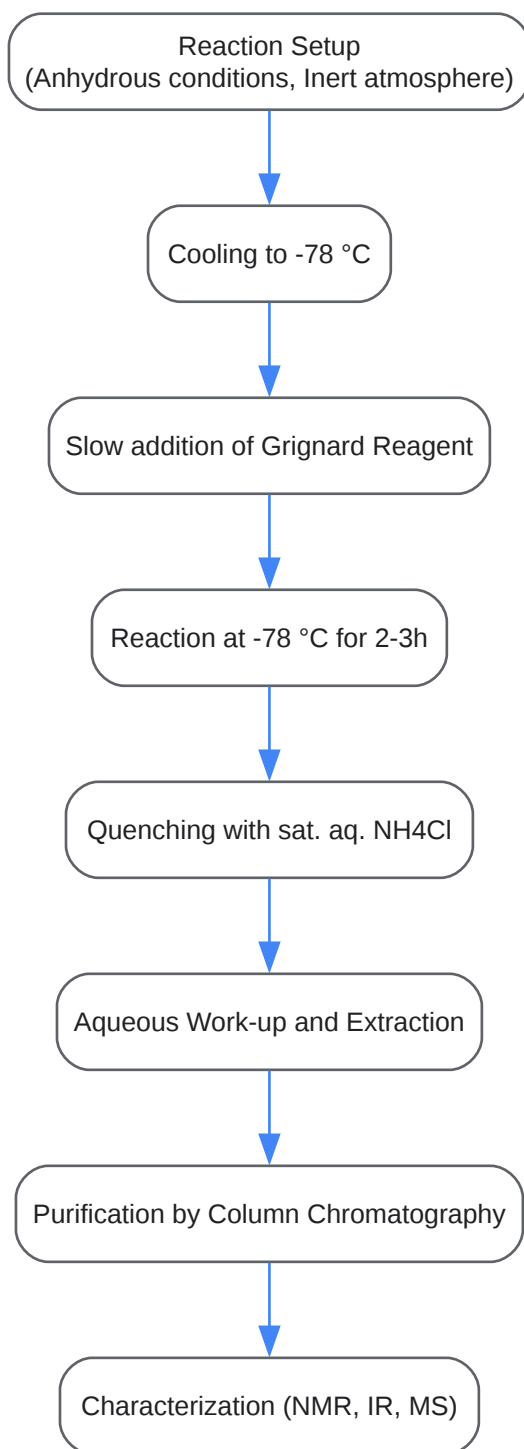 Reaction Setup
(Anhydrous conditions, Inert atmosphere)
Cooling to -78 °C
Slow addition of Grignard Reagent
Reaction at -78 °C for 2-3h
Quenching with sat. aq. NH4Cl
Aqueous Work-up and Extraction
Purification by Column Chromatography
Characterization (NMR, IR, MS)